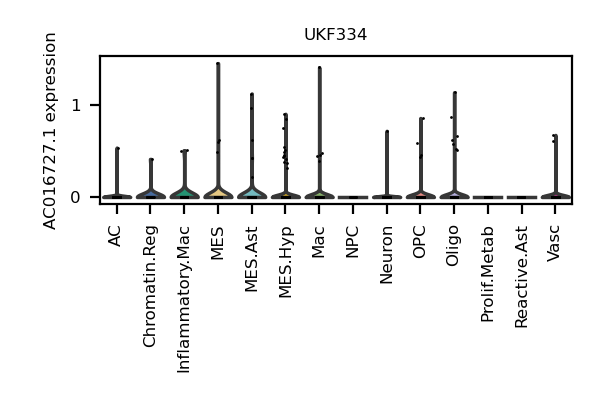 UKF334
AC016727.1 expression
1
0
AC
Chromatin.Reg
Inflammatory.Mac
MES
MES.Ast
MES.Hyp
Mac
NPC
Neuron
OPC
Oligo
Prolif.Metab
Reactive.Ast
Vasc